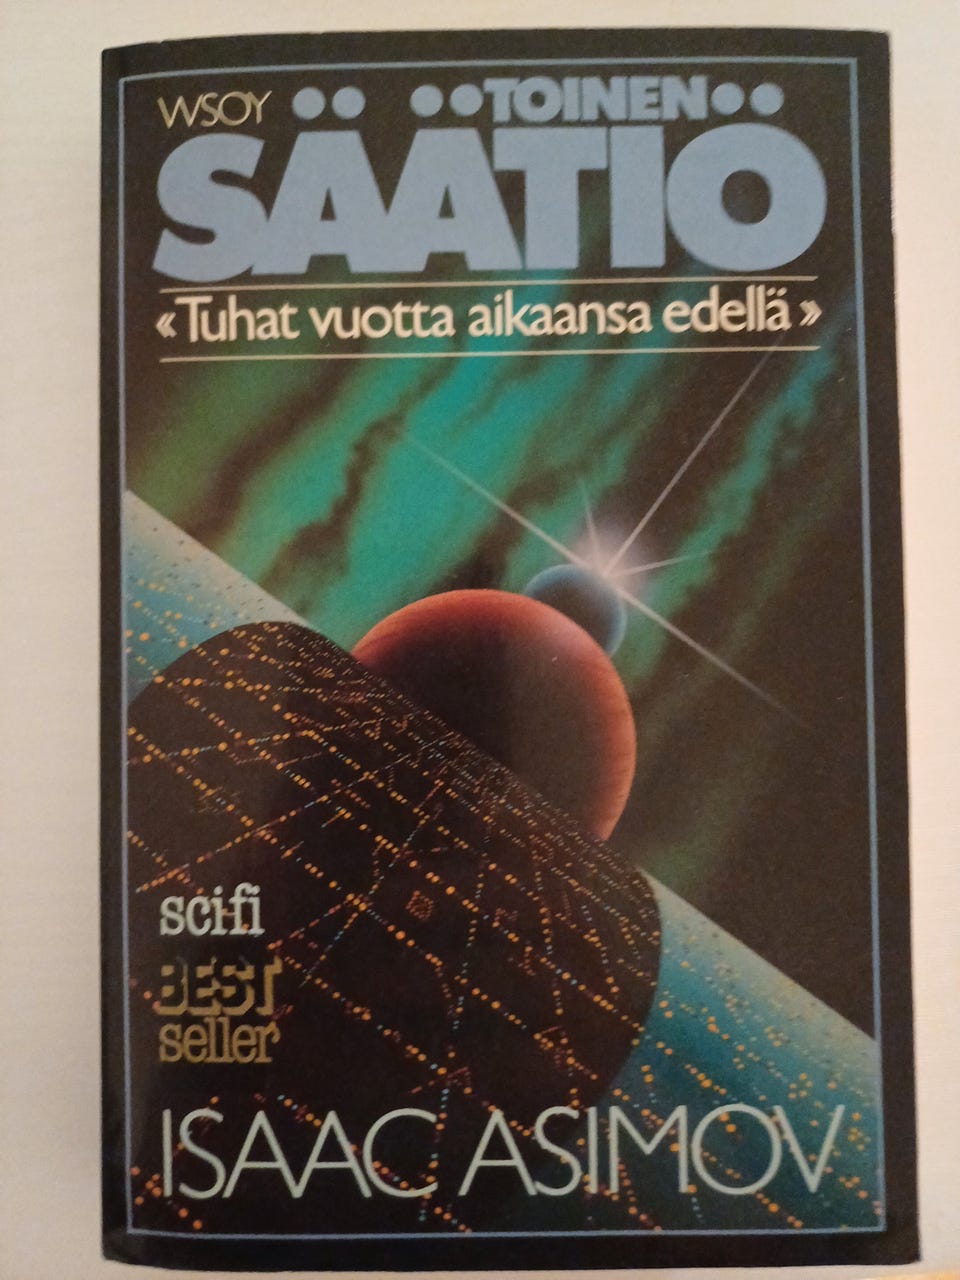 WSOY
TOINEN
SÄÄTIÖ
«Tuhat vuotta aikaansa edellä»
scifi
BEST
seller
ISAAC ASIMOV